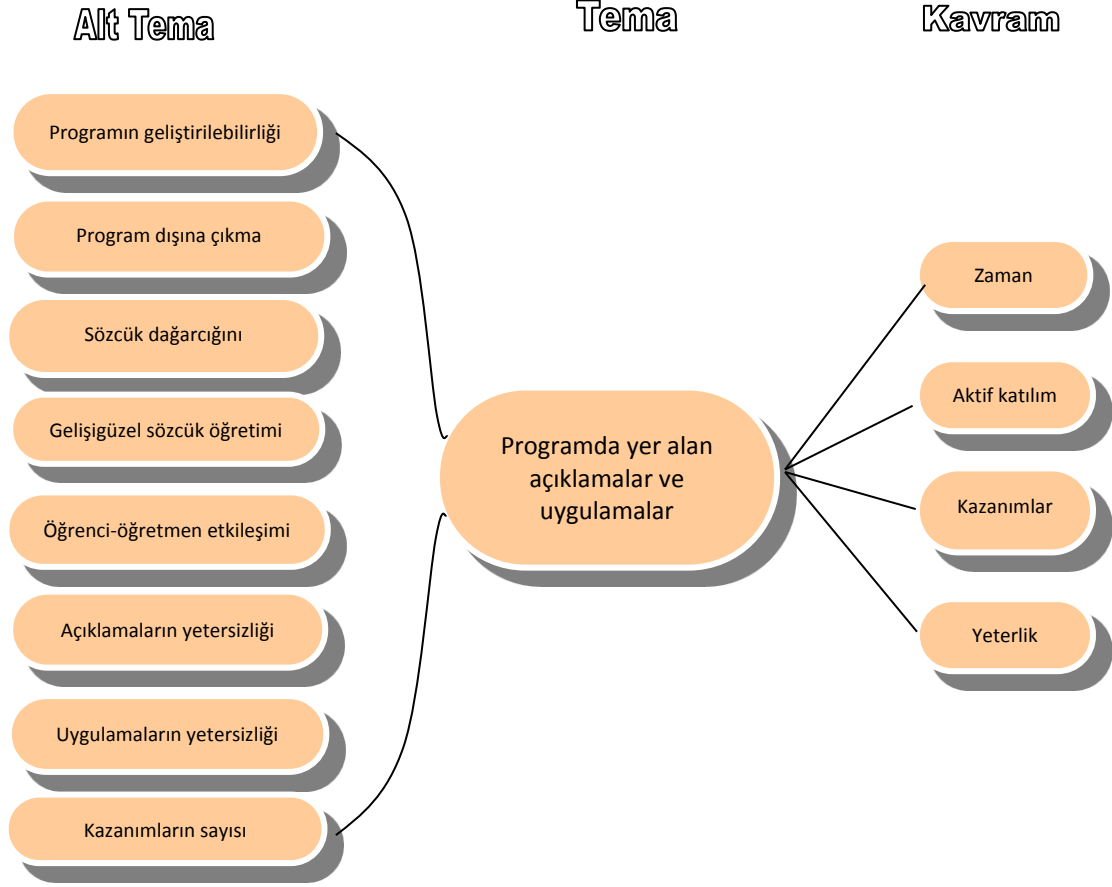 Alt Tema
Tema
Kavram
Programın geliştirilebilirliği
Program dışına çıkma
Sözcük dağarcığını
Gelişigüzel sözcük öğretimi
Öğrenci-öğretmen etkileşimi
Açıklamaların yetersizliği
Uygulamaların yetersizliği
Kazanımların sayısı
Programda yer alan
açıklamalar ve
uygulamalar
Zaman
Aktif katılım
Kazanımlar
Yeterlik